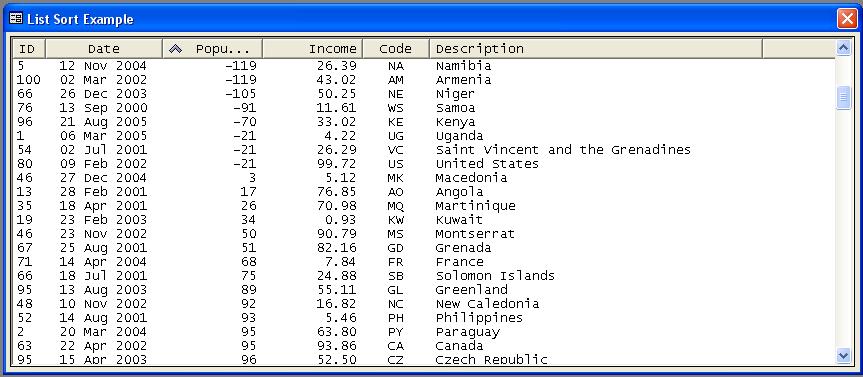 List Sort Example
ID Date Popu... Income Code Description
5 12 Nov 2004 -119 26.39 NA Namibia
100 02 Mar 2002 -119 43.02 AM Armenia
66 26 Dec 2003 -105 50.25 NE Niger
76 13 Sep 2000 -91 11.61 WS Samoa
96 21 Aug 2005 -70 33.02 KE Kenya
1 06 Mar 2005 -21 4.22 UG Uganda
54 02 Jul 2001 -21 26.29 VC Saint Vincent and the Grenadines
80 09 Feb 2002 -21 99.72 US United States
46 27 Dec 2004 3 5.12 MK Macedonia
13 28 Feb 2001 17 76.85 AO Angola
35 18 Apr 2001 26 70.98 MQ Martinique
19 23 Feb 2003 34 0.93 KW Kuwait
46 23 Nov 2002 50 90.79 MS Montserrat
67 25 Aug 2001 51 82.16 GD Grenada
71 14 Apr 2004 68 7.84 FR France
66 18 Jul 2001 75 24.88 SB Solomon Islands
95 13 Aug 2003 89 55.11 GL Greenland
48 10 Nov 2002 92 16.82 NC New Caledonia
52 14 Aug 2001 93 5.46 PH Philippines
2 20 Mar 2004 95 63.80 PY Paraguay
63 22 Apr 2002 95 93.86 CA Canada
95 15 Apr 2003 96 52.50 CZ Czech Republic